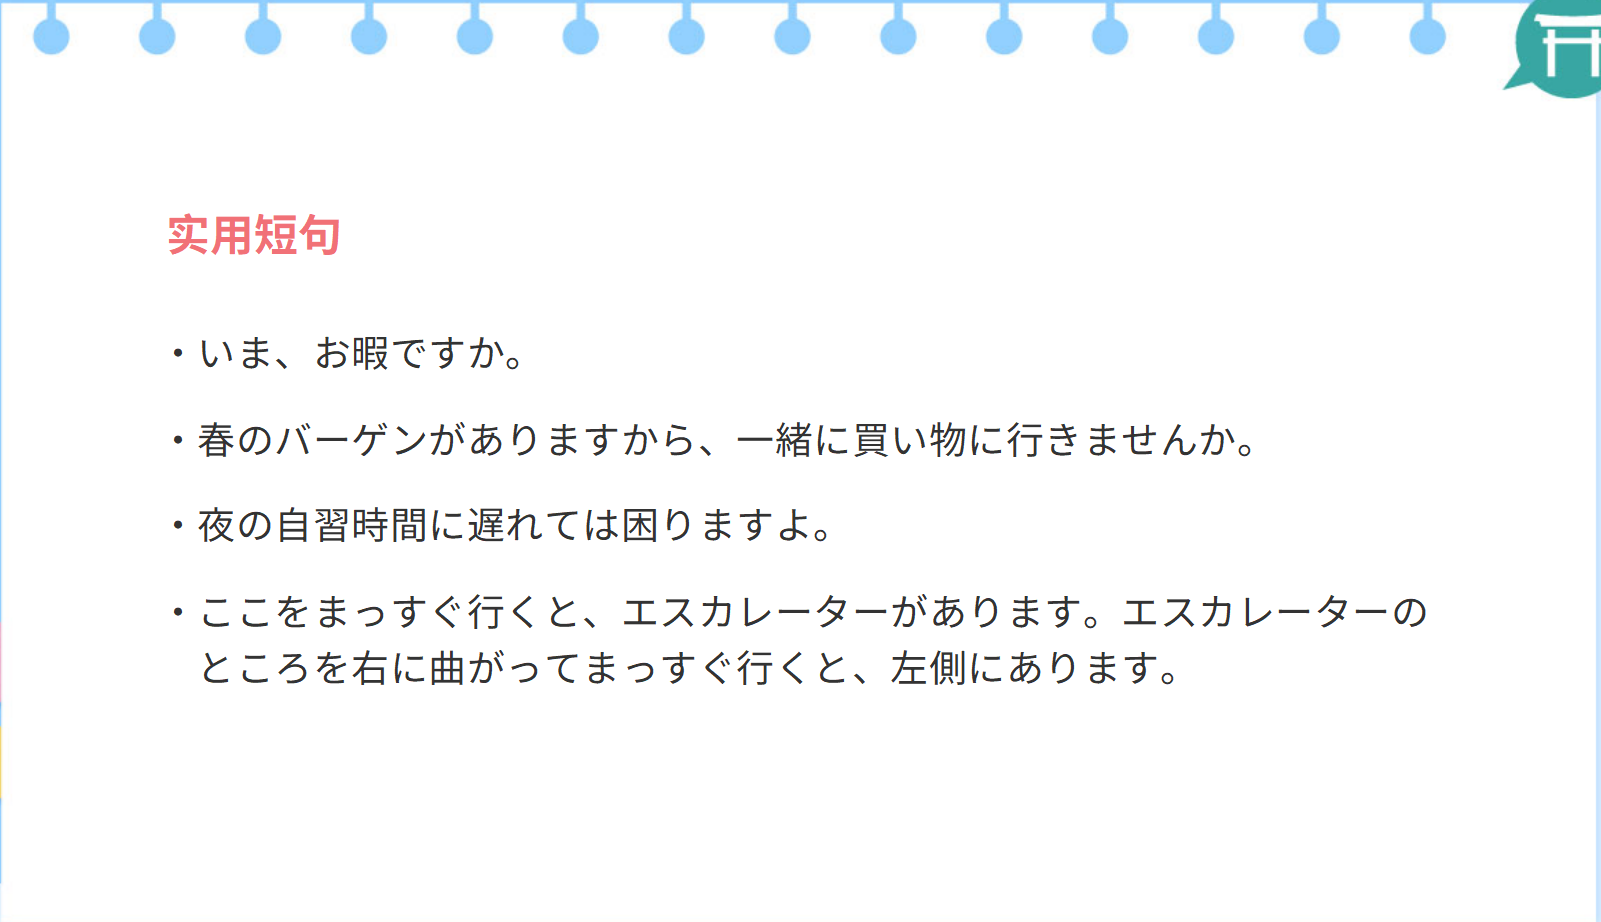 实用短句
・いま、お暇ですか。
・春のバーゲンがありますから、一緒に買い物に行きませんか。
・夜の自習時間に遅れては困りますよ。
・ここをまっすぐ行くと、エスカレーターがあります。エスカレーターの
ところを右に曲がってまっすぐ行くと、左側にあります。